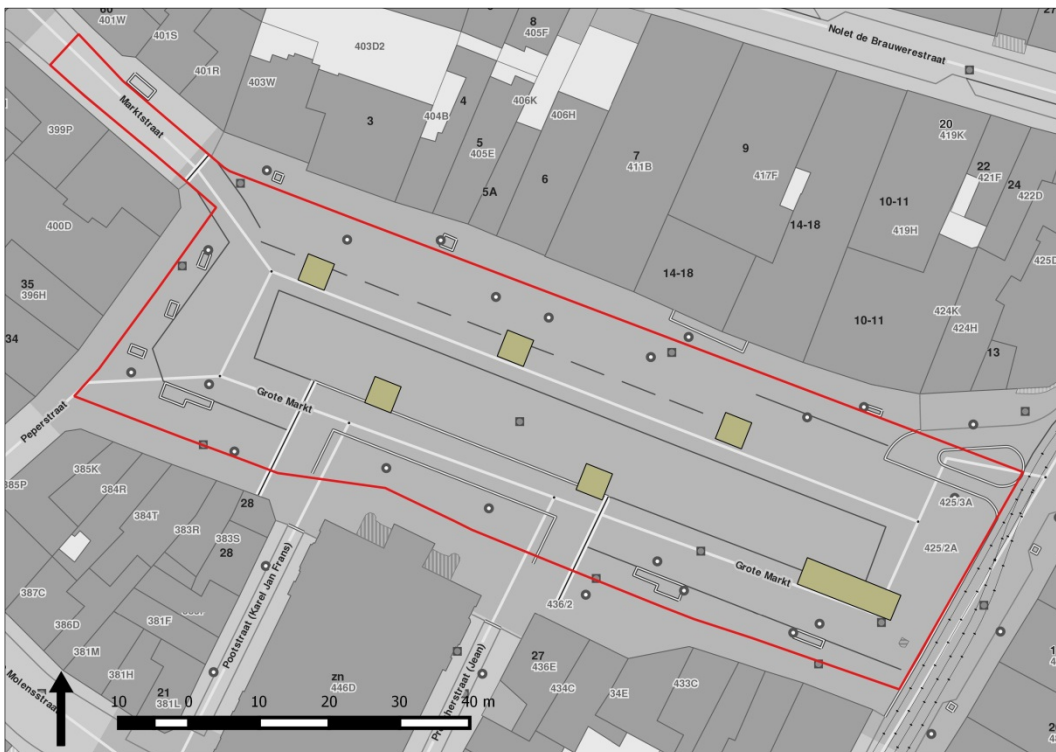 60
401W
401S
401R
403W
403D2
8
405F
Nolet de Brauwerestraat
Marktstraat
399P
3
4
404B
406K
406H
5
405E
5A
6
7
411B
9
417F
20
419K
22
421F
24
422D
10-11
419H
14-18
14-18
425D
400D
35
396H
34
424K
424H
10-11
13
Peperstraat
Grote Markt
385K
384R
385P
384T
383R
383S
28
28
425/3A
425/2A
Grote Markt
436/2
387C
386D
381F
381M
381H
Pootstraat (Karel Jan Frans)
21
381L
zn
446D
27
436E
434C
34E
433C
Molensstraat
10 0 10 20 30 40 m